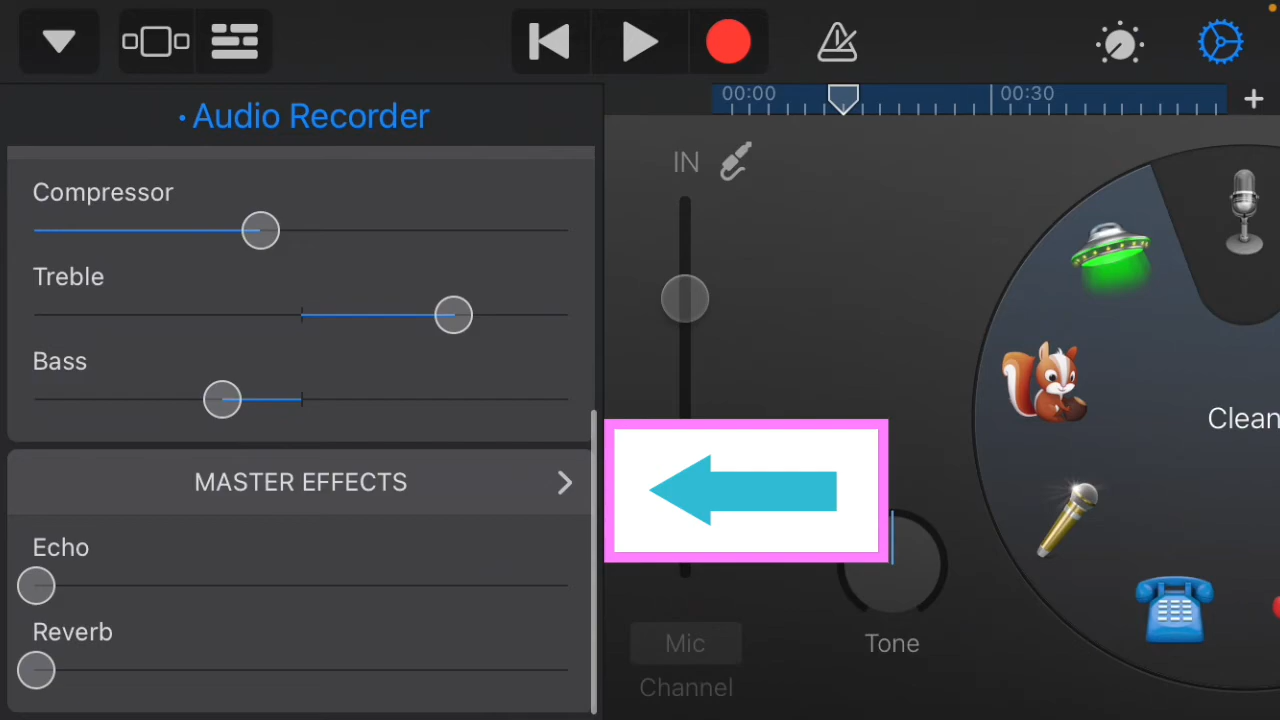 Audio Recorder
00:00
00:30
+
IN
Compressor
Treble
Bass
MASTER EFFECTS
Echo
Reverb
Clean
Tone
Mic
Channel